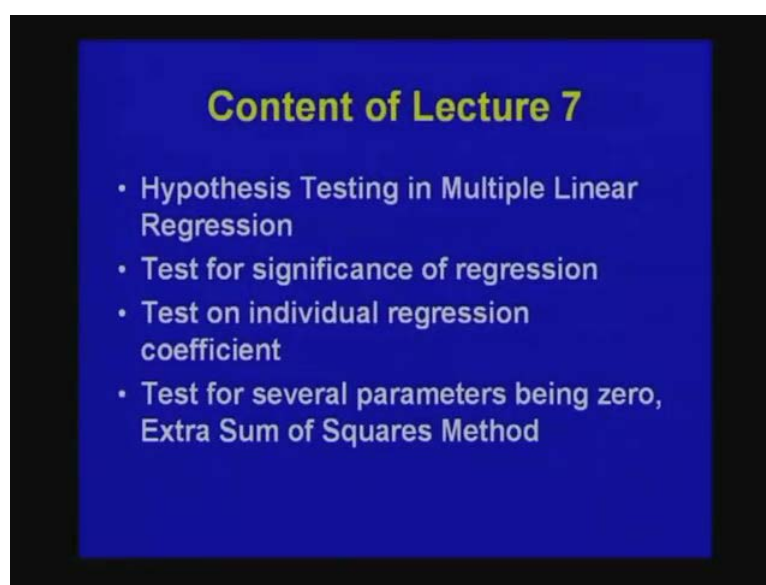 Content of Lecture 7
• Hypothesis Testing in Multiple Linear
Regression
• Test for significance of regression
• Test on individual regression
coefficient
• Test for several parameters being zero,
Extra Sum of Squares Method